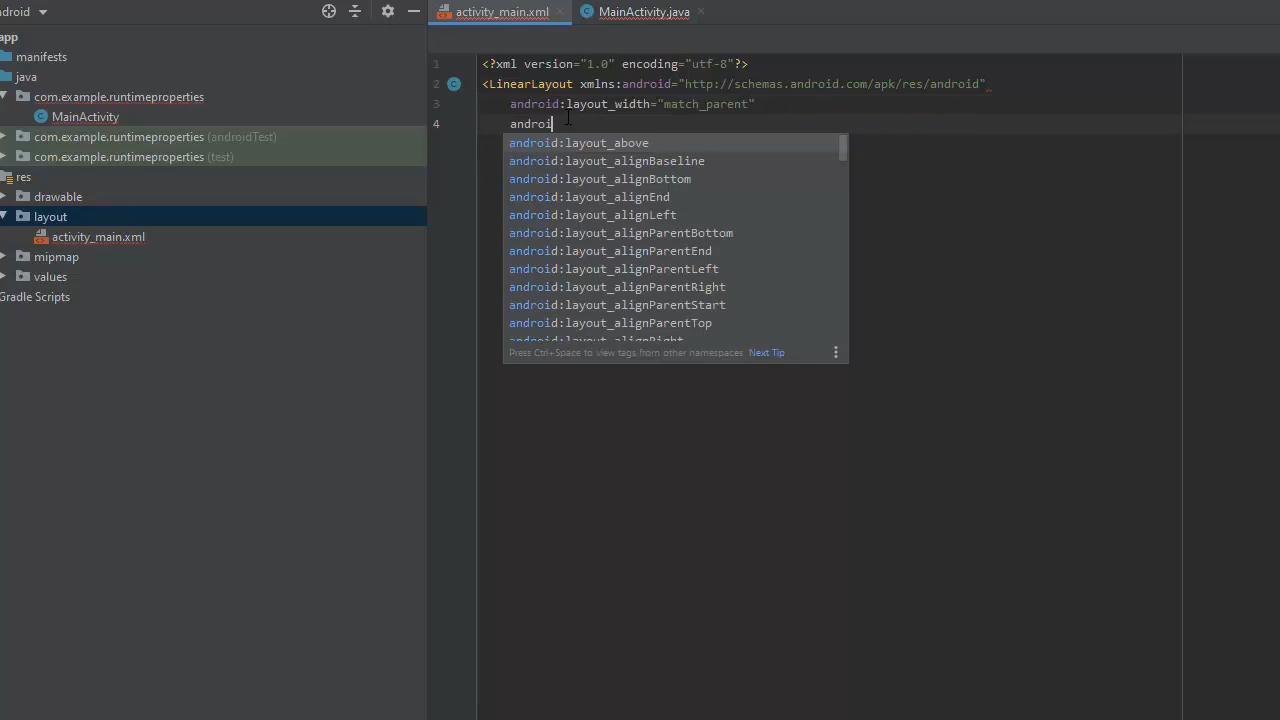 ndroid
activity_main.xml
MainActivity.java
app
manifests
java
com.example.runtimeproperties
MainActivity
com.example.runtimeproperties (androidTest)
com.example.runtimeproperties (test)
res
drawable
layout
activity_main.xml
mipmap
values
Gradle Scripts
1 <?xml version="1.0" encoding="utf-8"?>
2 <LinearLayout xmlns:android="http://schemas.android.com/apk/res/android"
3 android:layout_width="match_parent"
4 androi
android:layout_above
android:layout_alignBaseline
android:layout_alignBottom
android:layout_alignEnd
android:layout_alignLeft
android:layout_alignParentBottom
android:layout_alignParentEnd
android:layout_alignParentLeft
android:layout_alignParentRight
android:layout_alignParentStart
android:layout_alignParentTop
android:layout_alignRight
Press Ctrl+Space to view tags from other namespaces Next Tip